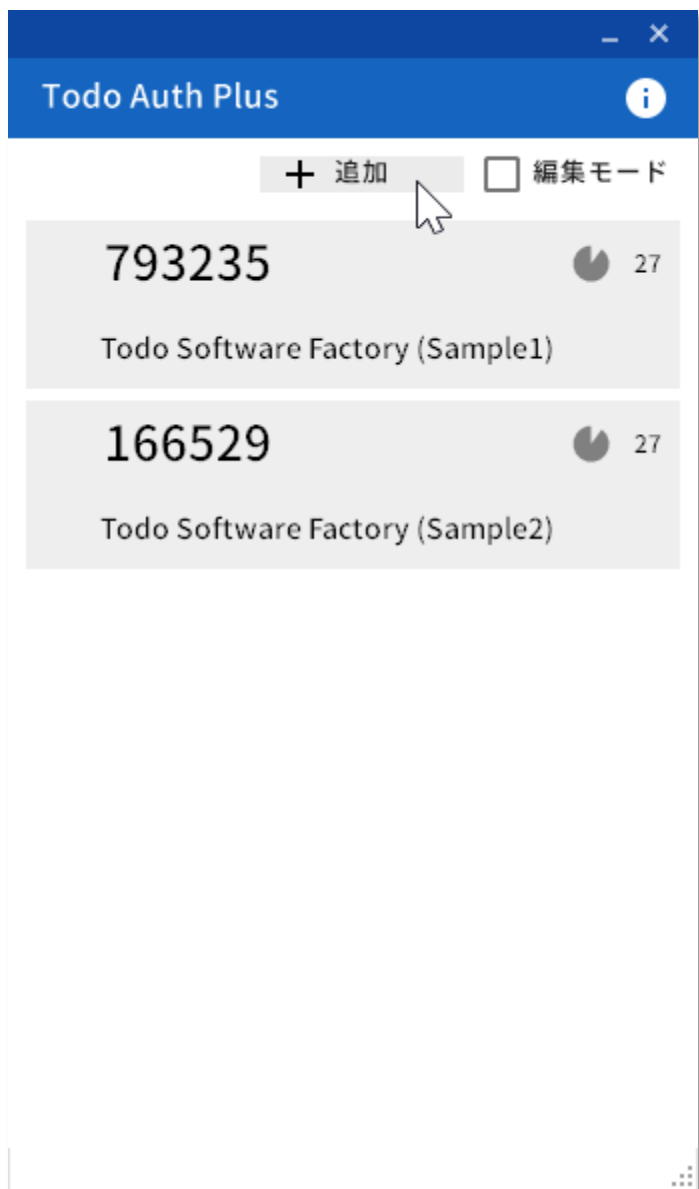 Todo Auth Plus
追加 編集モード
793235 27
Todo Software Factory (Sample1)
166529 27
Todo Software Factory (Sample2)